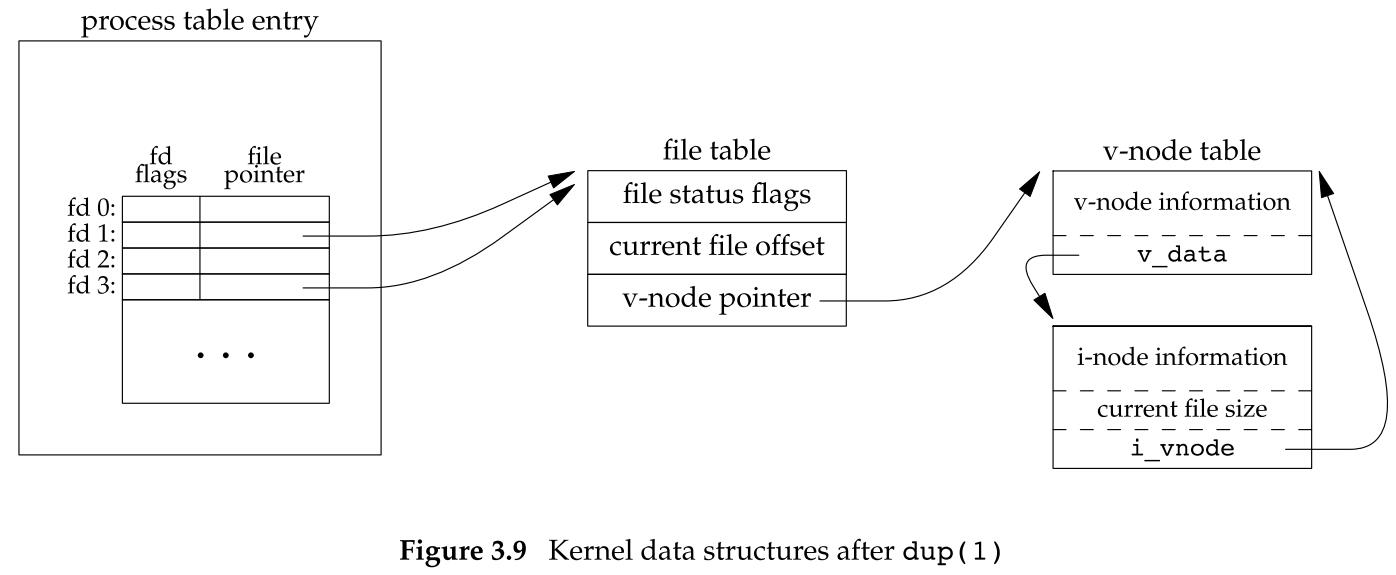 process table entry
fd
flags
file
pointer
fd 0:
fd 1:
fd 2:
fd 3:
. . .
file table
file status flags
current file offset
v-node pointer
v-node table
v-node information
v_data
i-node information
current file size
i_vnode
Figure 3.9 Kernel data structures after dup(1)